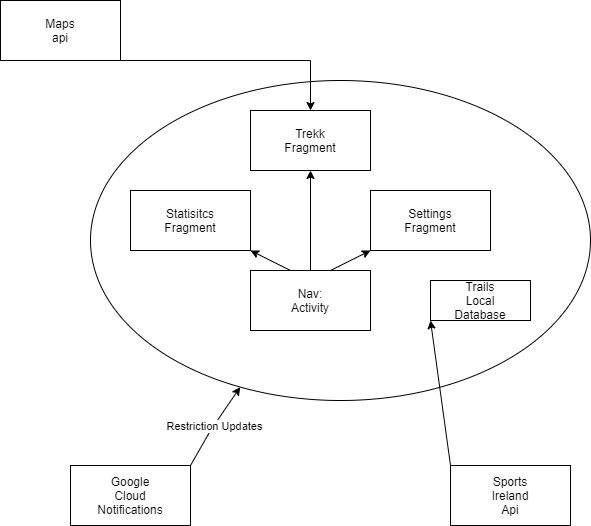 Maps
api
Trekk
Fragment
Statisitcs
Fragment
Settings
Fragment
Nav:
Activity
Trails
Local
Database
Restriction Updates
Google
Cloud
Notifications
Sports
Ireland
Api